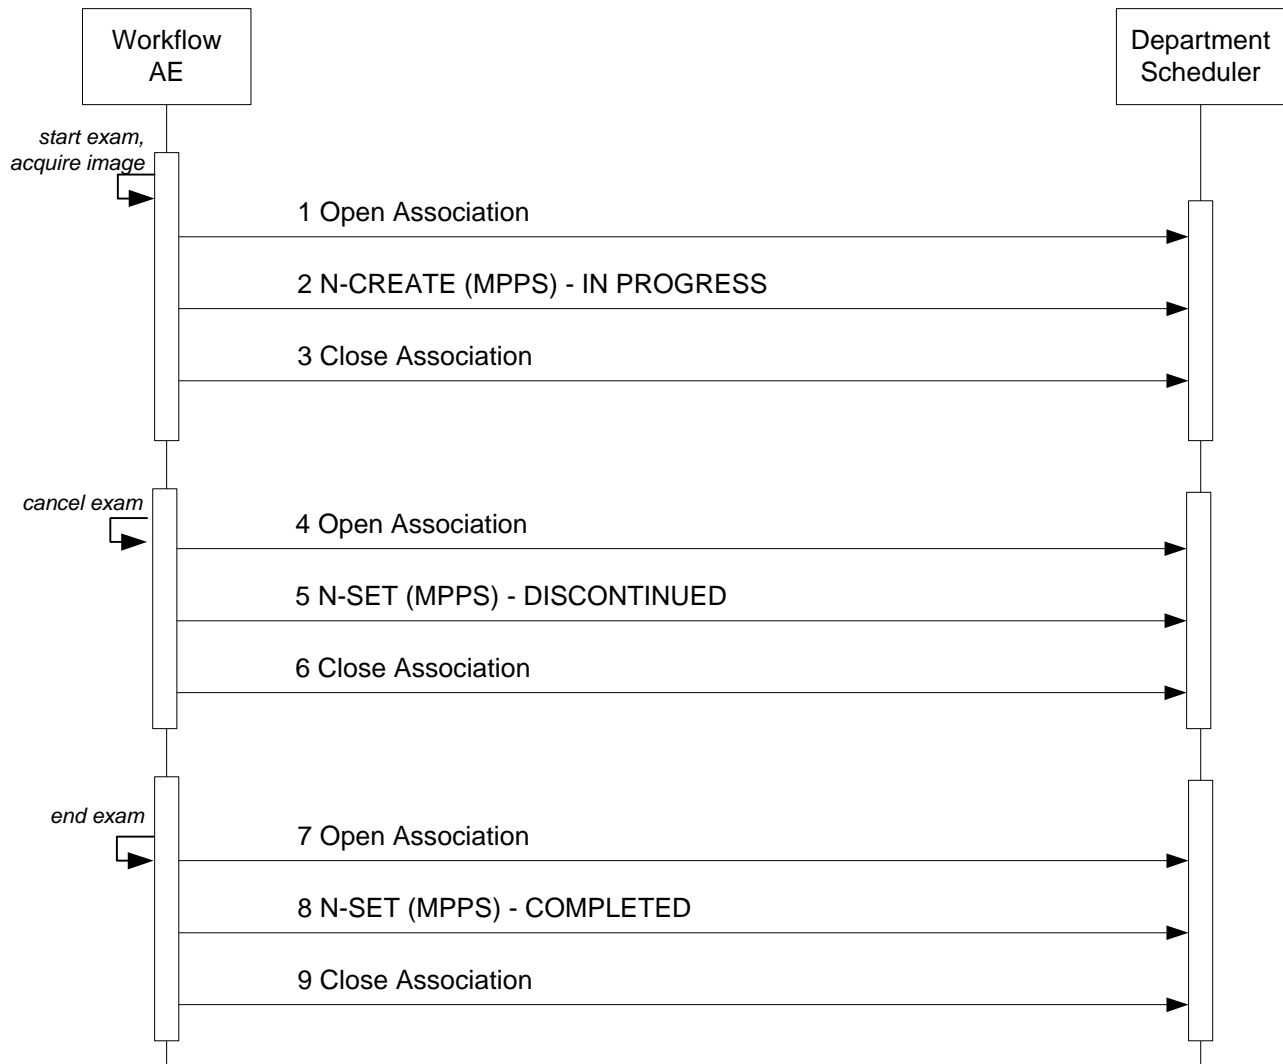 Workflow
AE
Department
Scheduler
start exam,
acquire image
1 Open Association
2 N-CREATE (MPPS) - IN PROGRESS
3 Close Association
cancel exam
4 Open Association
5 N-SET (MPPS) - DISCONTINUED
6 Close Association
end exam
7 Open Association
8 N-SET (MPPS) - COMPLETED
9 Close Association